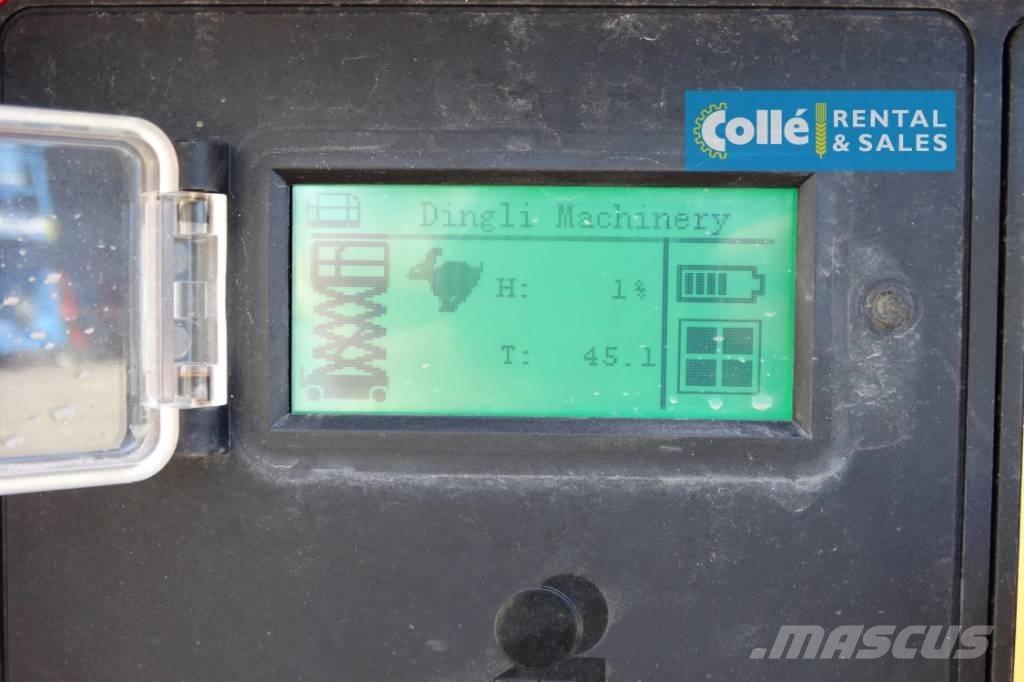 Collé RENTAL
& SALES
Dingli Machinery
H: 1%
T: 45.1
MASCUS